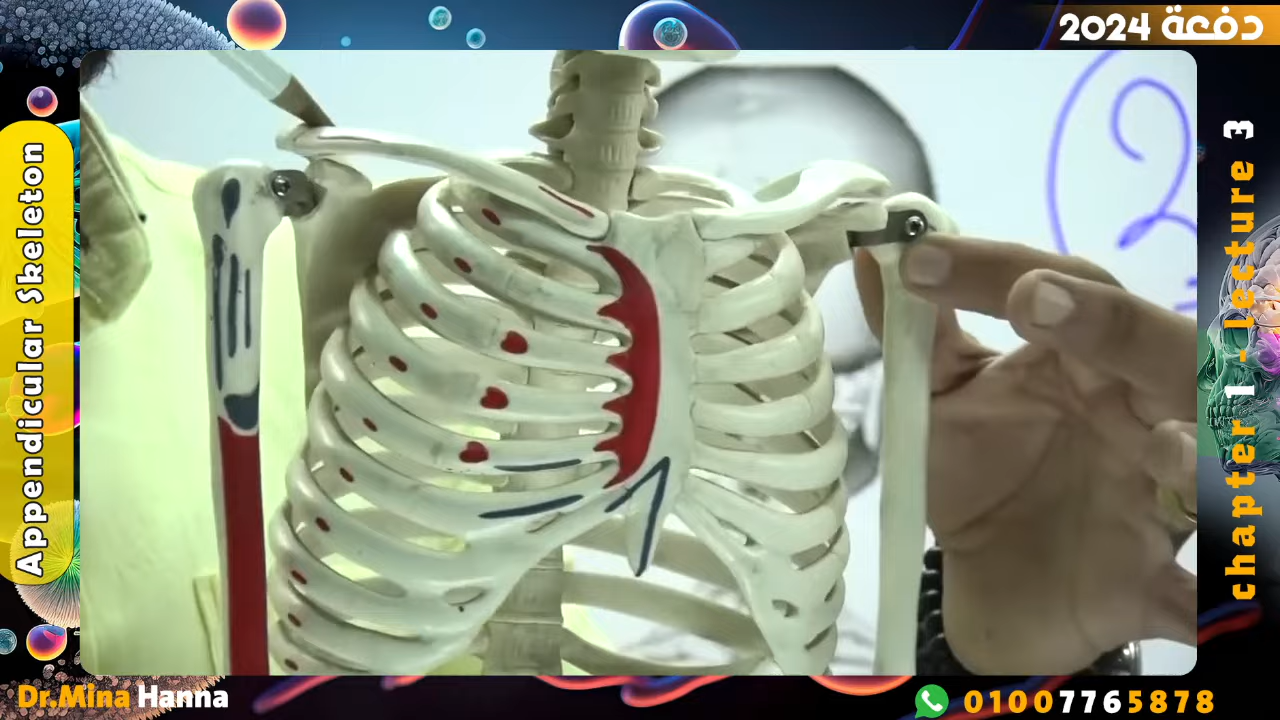 دفعة 2024
Appendicular Skeleton
chapter 1 - lecture 3
Dr.Mina Hanna
01007765878